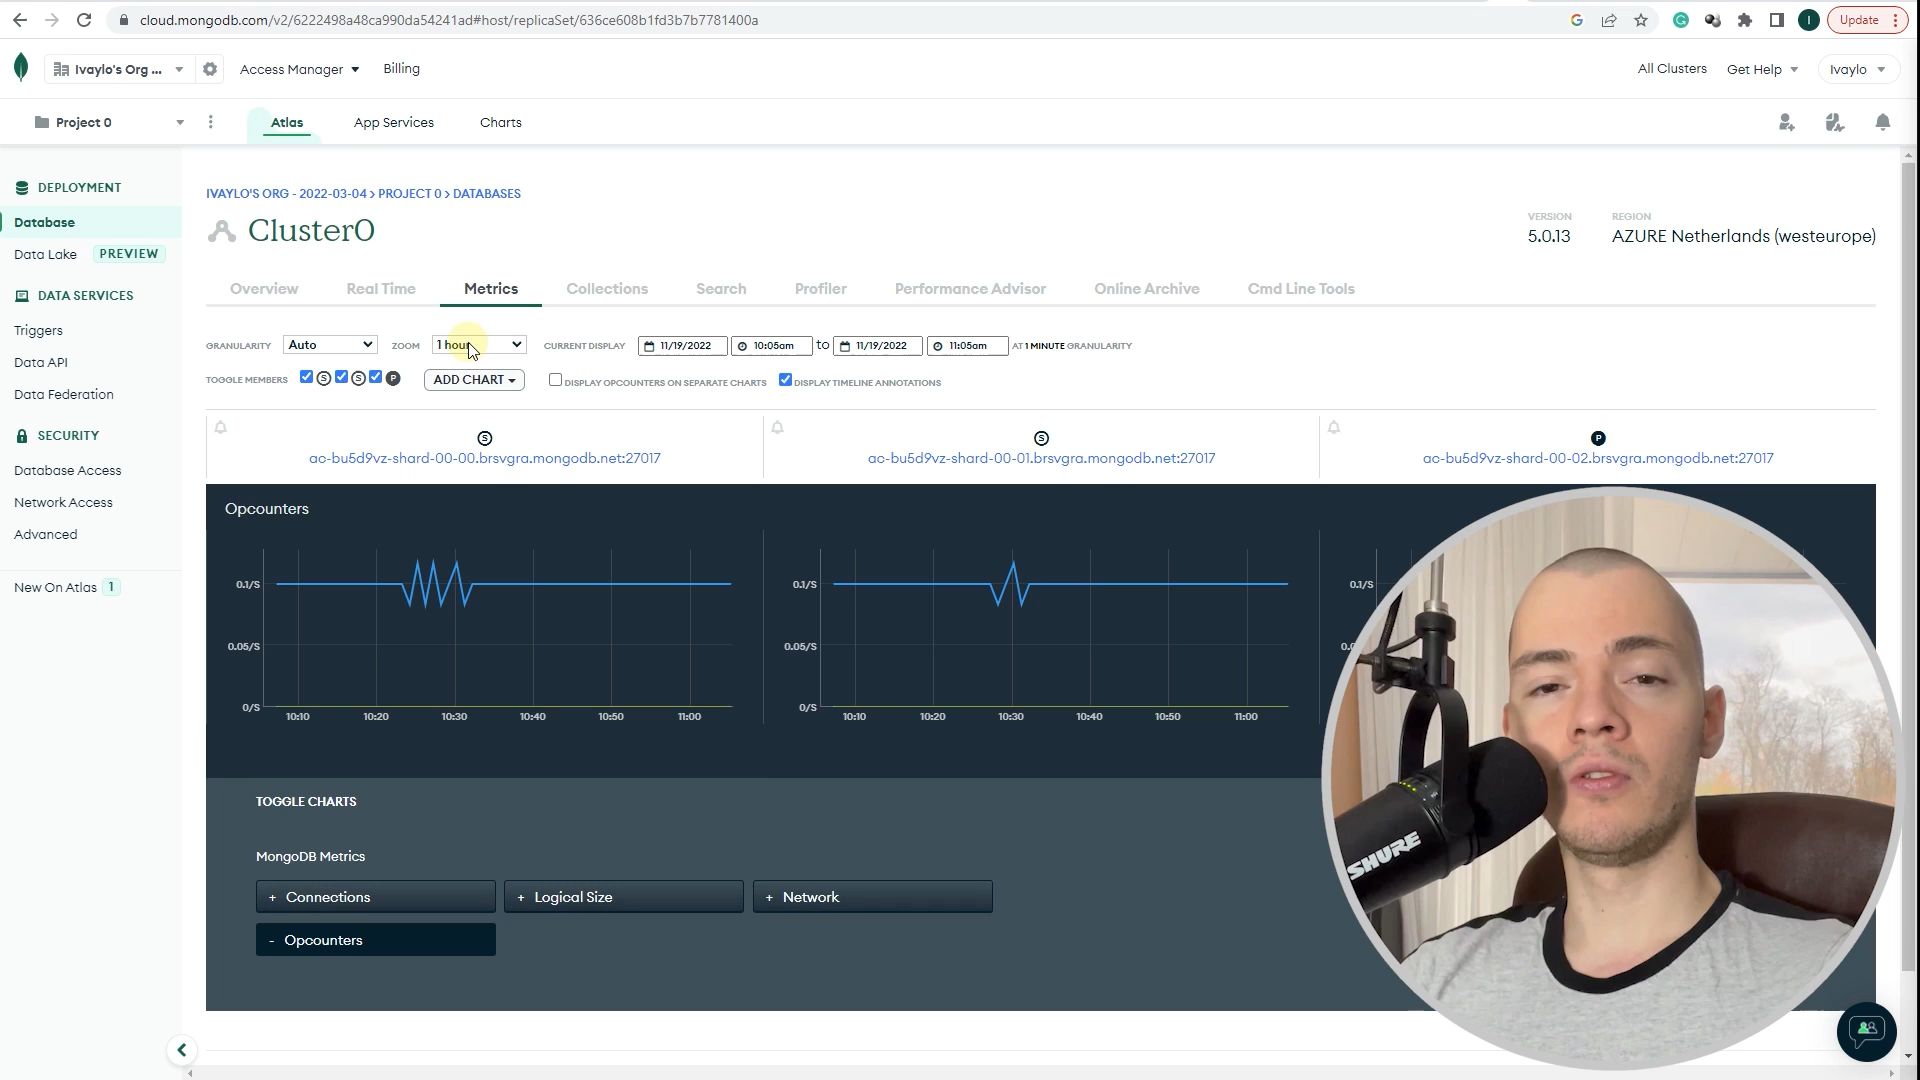 cloud.mongodb.com/v2/6222498a48ca990da54241ad#host/replicaSet/636ce608b1fd3b7b7781400a
I
Update
Ivaylo's Org ...
Access Manager
Billing
All Clusters
Get Help
Ivaylo
Project 0
Atlas
App Services
Charts
DEPLOYMENT
Database
Data Lake PREVIEW
DATA SERVICES
Triggers
Data API
Data Federation
SECURITY
Database Access
Network Access
Advanced
New On Atlas 1
IVAYLO'S ORG - 2022-03-04 > PROJECT 0 > DATABASES
Cluster0
VERSION
5.0.13
REGION
AZURE Netherlands (westeurope)
Overview
Real Time
Metrics
Collections
Search
Profiler
Performance Advisor
Online Archive
Cmd Line Tools
GRANULARITY Auto ZOOM 1 hour CURRENT DISPLAY 11/19/2022 10:05am to 11/19/2022 11:05am AT 1 MINUTE GRANULARITY
TOGGLE MEMBERS S S P ADD CHART DISPLAY OPCOUNTERS ON SEPARATE CHARTS DISPLAY TIMELINE ANNOTATIONS
S
ac-bu5d9vz-shard-00-00.brsvgra.mongodb.net:27017
S
ac-bu5d9vz-shard-00-01.brsvgra.mongodb.net:27017
P
ac-bu5d9vz-shard-00-02.brsvgra.mongodb.net:27017
Opcounters
0.1/S
0.05/S
0/S
10:10 10:20 10:30 10:40 10:50 11:00
0.1/S
0.05/S
0/S
10:10 10:20 10:30 10:40 10:50 11:00
0.1/S
TOGGLE CHARTS
MongoDB Metrics
+ Connections
+ Logical Size
+ Network
- Opcounters
SHURE